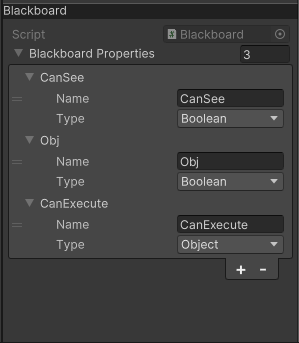 Blackboard
Script Blackboard
Blackboard Properties 3
CanSee
Name CanSee
Type Boolean
Obj
Name Obj
Type Boolean
CanExecute
Name CanExecute
Type Object
+ -